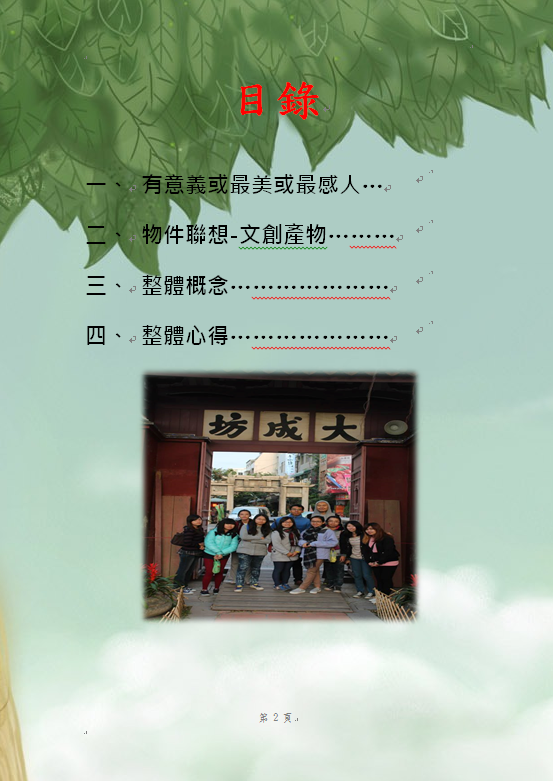 目錄
一、 有意義或最美或最感人…
二、 物件聯想-文創產物………
三、 整體概念…………………
四、 整體心得…………………
坊成大
第 2 頁